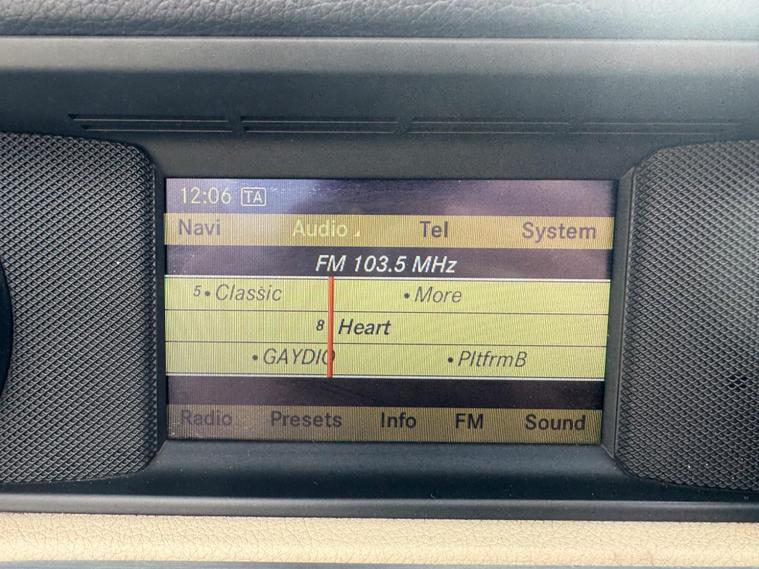 12:06 TA
Navi Audio Tel System
FM 103.5 MHz
5 • Classic • More
8 Heart
• GAYDIO • PltfrmB
Radio Presets Info FM Sound